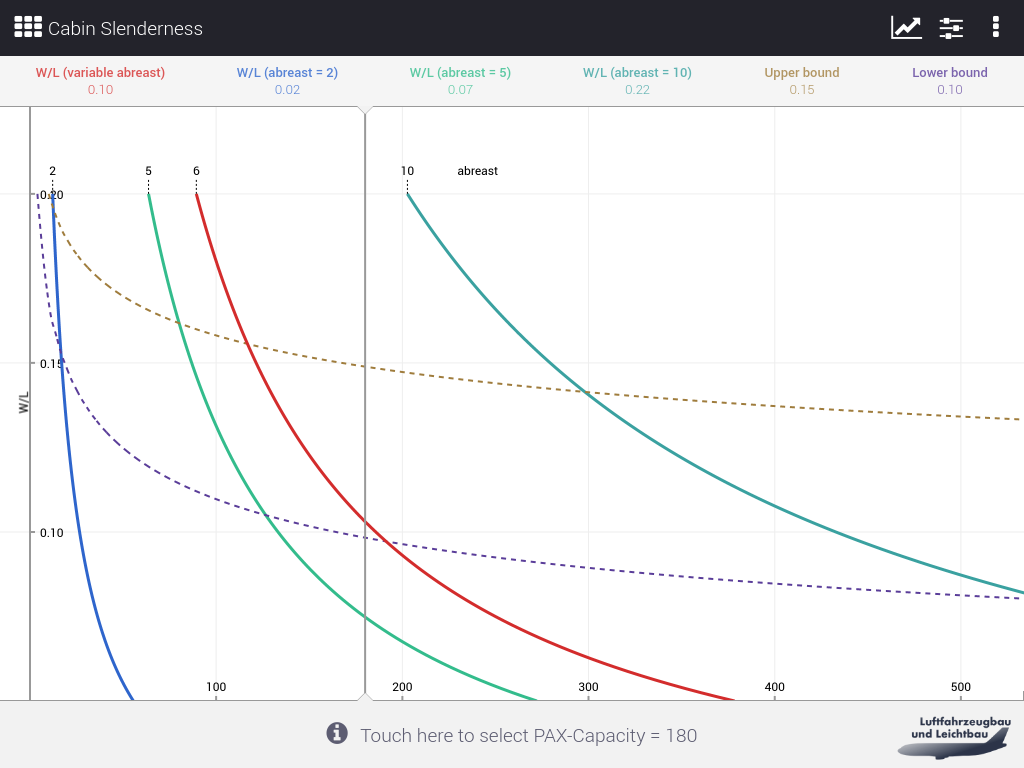 Cabin Slenderness
W/L (variable abreast) W/L (abreast = 2) W/L (abreast = 5) W/L (abreast = 10) Upper bound Lower bound
0.10 0.02 0.07 0.22 0.15 0.10
2 5 6 10 abreast
0.20
0.15
W/L
0.10
100 200 300 400 500
Touch here to select PAX-Capacity = 180
Luftfahrzeugbau
und Leichtbau